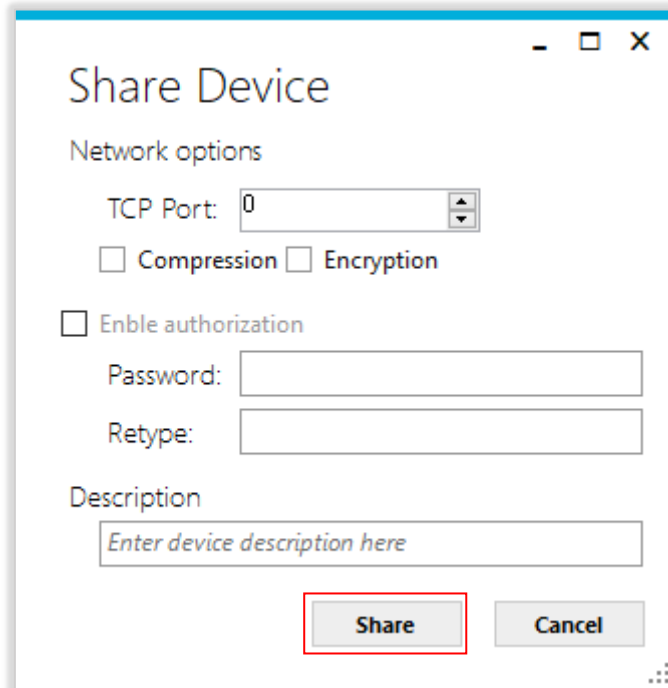 Share Device
Network options
TCP Port: 0
Compression Encryption
Enble authorization
Password:
Retype:
Description
Enter device description here
Share Cancel